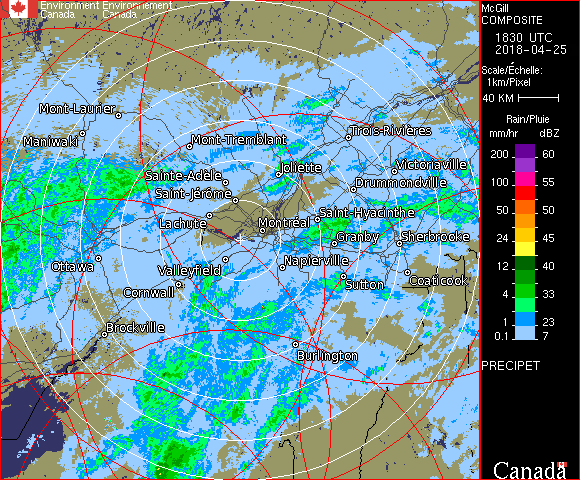 Environment Environnement
Canada Canada
McGill
COMPOSITE
1830 UTC
2018-04-25
Scale/Échelle:
1km/Pixel
40 KM
Rain/Pluie
mm/hr dBZ
200 60
100 55
50 50
24 45
12 40
4 33
1 23
0.1 7
PRECIPET
Canada
Mont-Laurier
Maniwaki
Mont-Tremblant
Trois-Rivières
Sainte-Adèle
Joliette
Victoriaville
Saint-Jérôme
Drummondville
Lachute
Montréal
Saint-Hyacinthe
Granby
Sherbrooke
Ottawa
Valleyfield
Napierville
Cornwall
Sutton
Coaticook
Brockville
Burlington